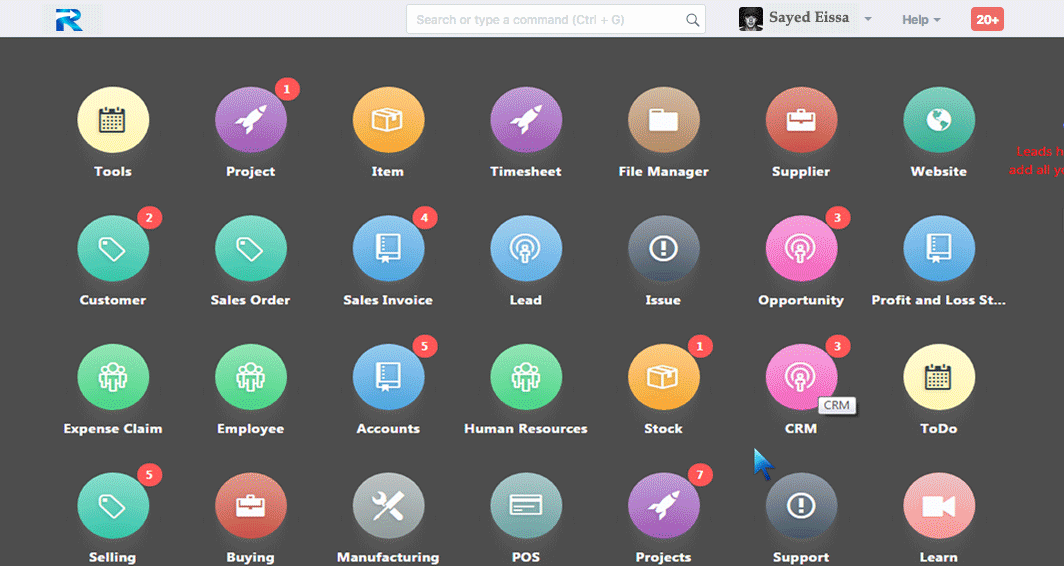 R
Search or type a command (Ctrl + G)
Sayed Eissa
Help
20+
1
Tools
Project
Item
Timesheet
File Manager
Supplier
Website
Leads
add all
2
4
3
Customer
Sales Order
Sales Invoice
Lead
Issue
Opportunity
Profit and Loss St...
5
1
3
CRM
Expense Claim
Employee
Accounts
Human Resources
Stock
CRM
ToDo
5
7
Selling
Buying
Manufacturing
POS
Projects
Support
Learn